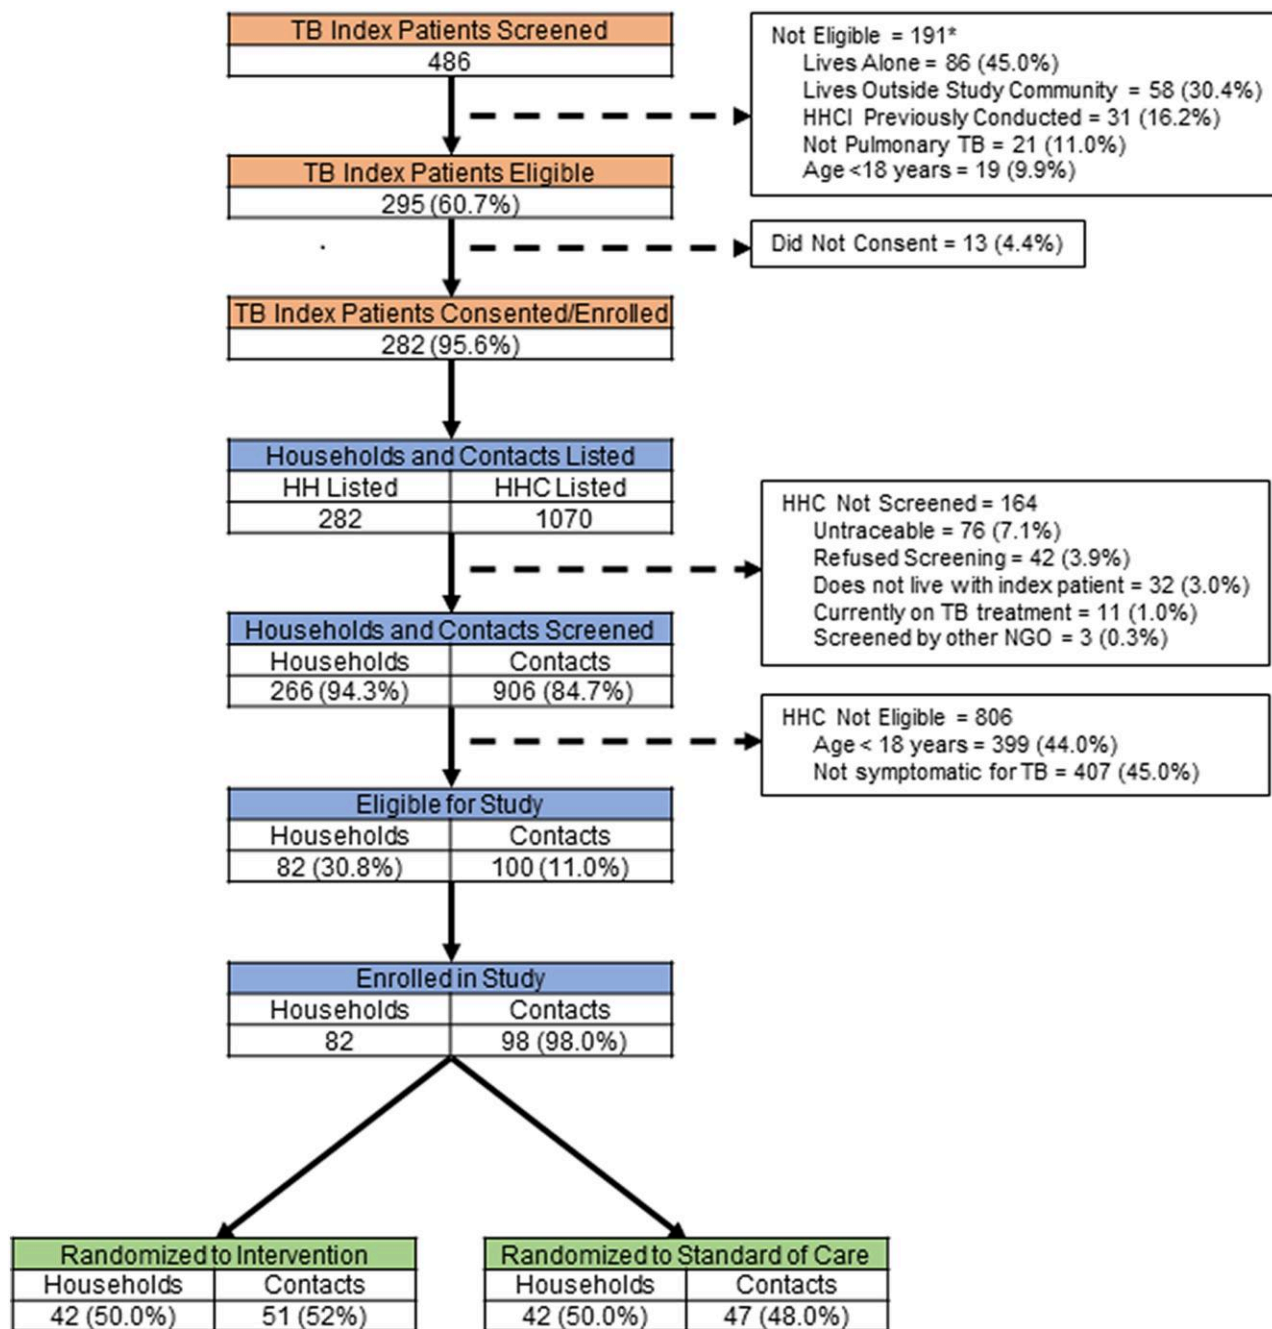 TB Index Patients Screened
486
Not Eligible = 191*
Lives Alone = 86 (45.0%)
Lives Outside Study Community = 58 (30.4%)
HHCI Previously Conducted = 31 (16.2%)
Not Pulmonary TB = 21 (11.0%)
Age <18 years = 19 (9.9%)
TB Index Patients Eligible
295 (60.7%)
Did Not Consent = 13 (4.4%)
TB Index Patients Consented/Enrolled
282 (95.6%)
Households and Contacts Listed
HH Listed HHC Listed
282 1070
HHC Not Screened = 164
Untraceable = 76 (7.1%)
Refused Screening = 42 (3.9%)
Does not live with index patient = 32 (3.0%)
Currently on TB treatment = 11 (1.0%)
Screened by other NGO = 3 (0.3%)
Households and Contacts Screened
Households Contacts
266 (94.3%) 906 (84.7%)
HHC Not Eligible = 806
Age < 18 years = 399 (44.0%)
Not symptomatic for TB = 407 (45.0%)
Eligible for Study
Households Contacts
82 (30.8%) 100 (11.0%)
Enrolled in Study
Households Contacts
82 98 (98.0%)
Randomized to Intervention
Households Contacts
42 (50.0%) 51 (52%)
Randomized to Standard of Care
Households Contacts
42 (50.0%) 47 (48.0%)